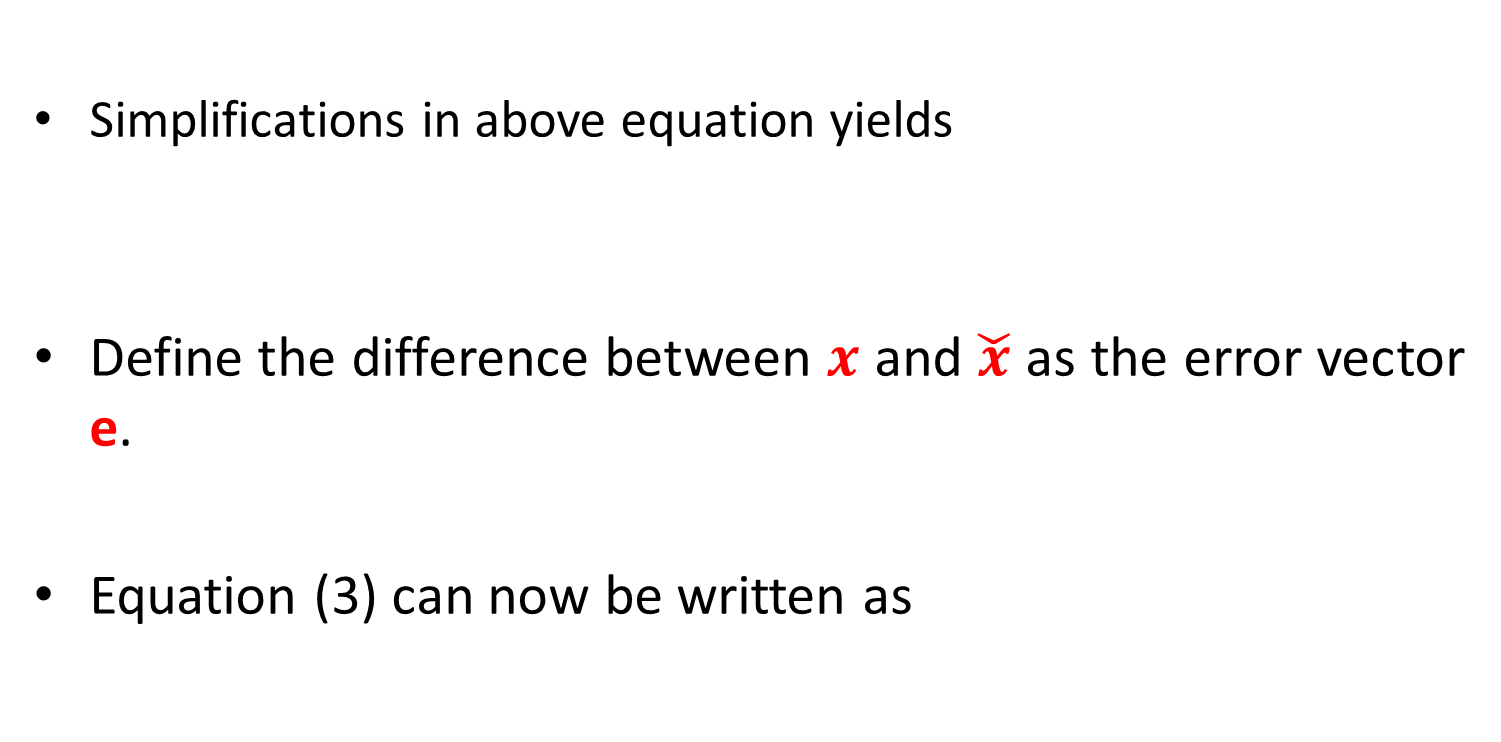 • Simplifications in above equation yields
• Define the difference between x and x̌ as the error vector
e.
• Equation (3) can now be written as